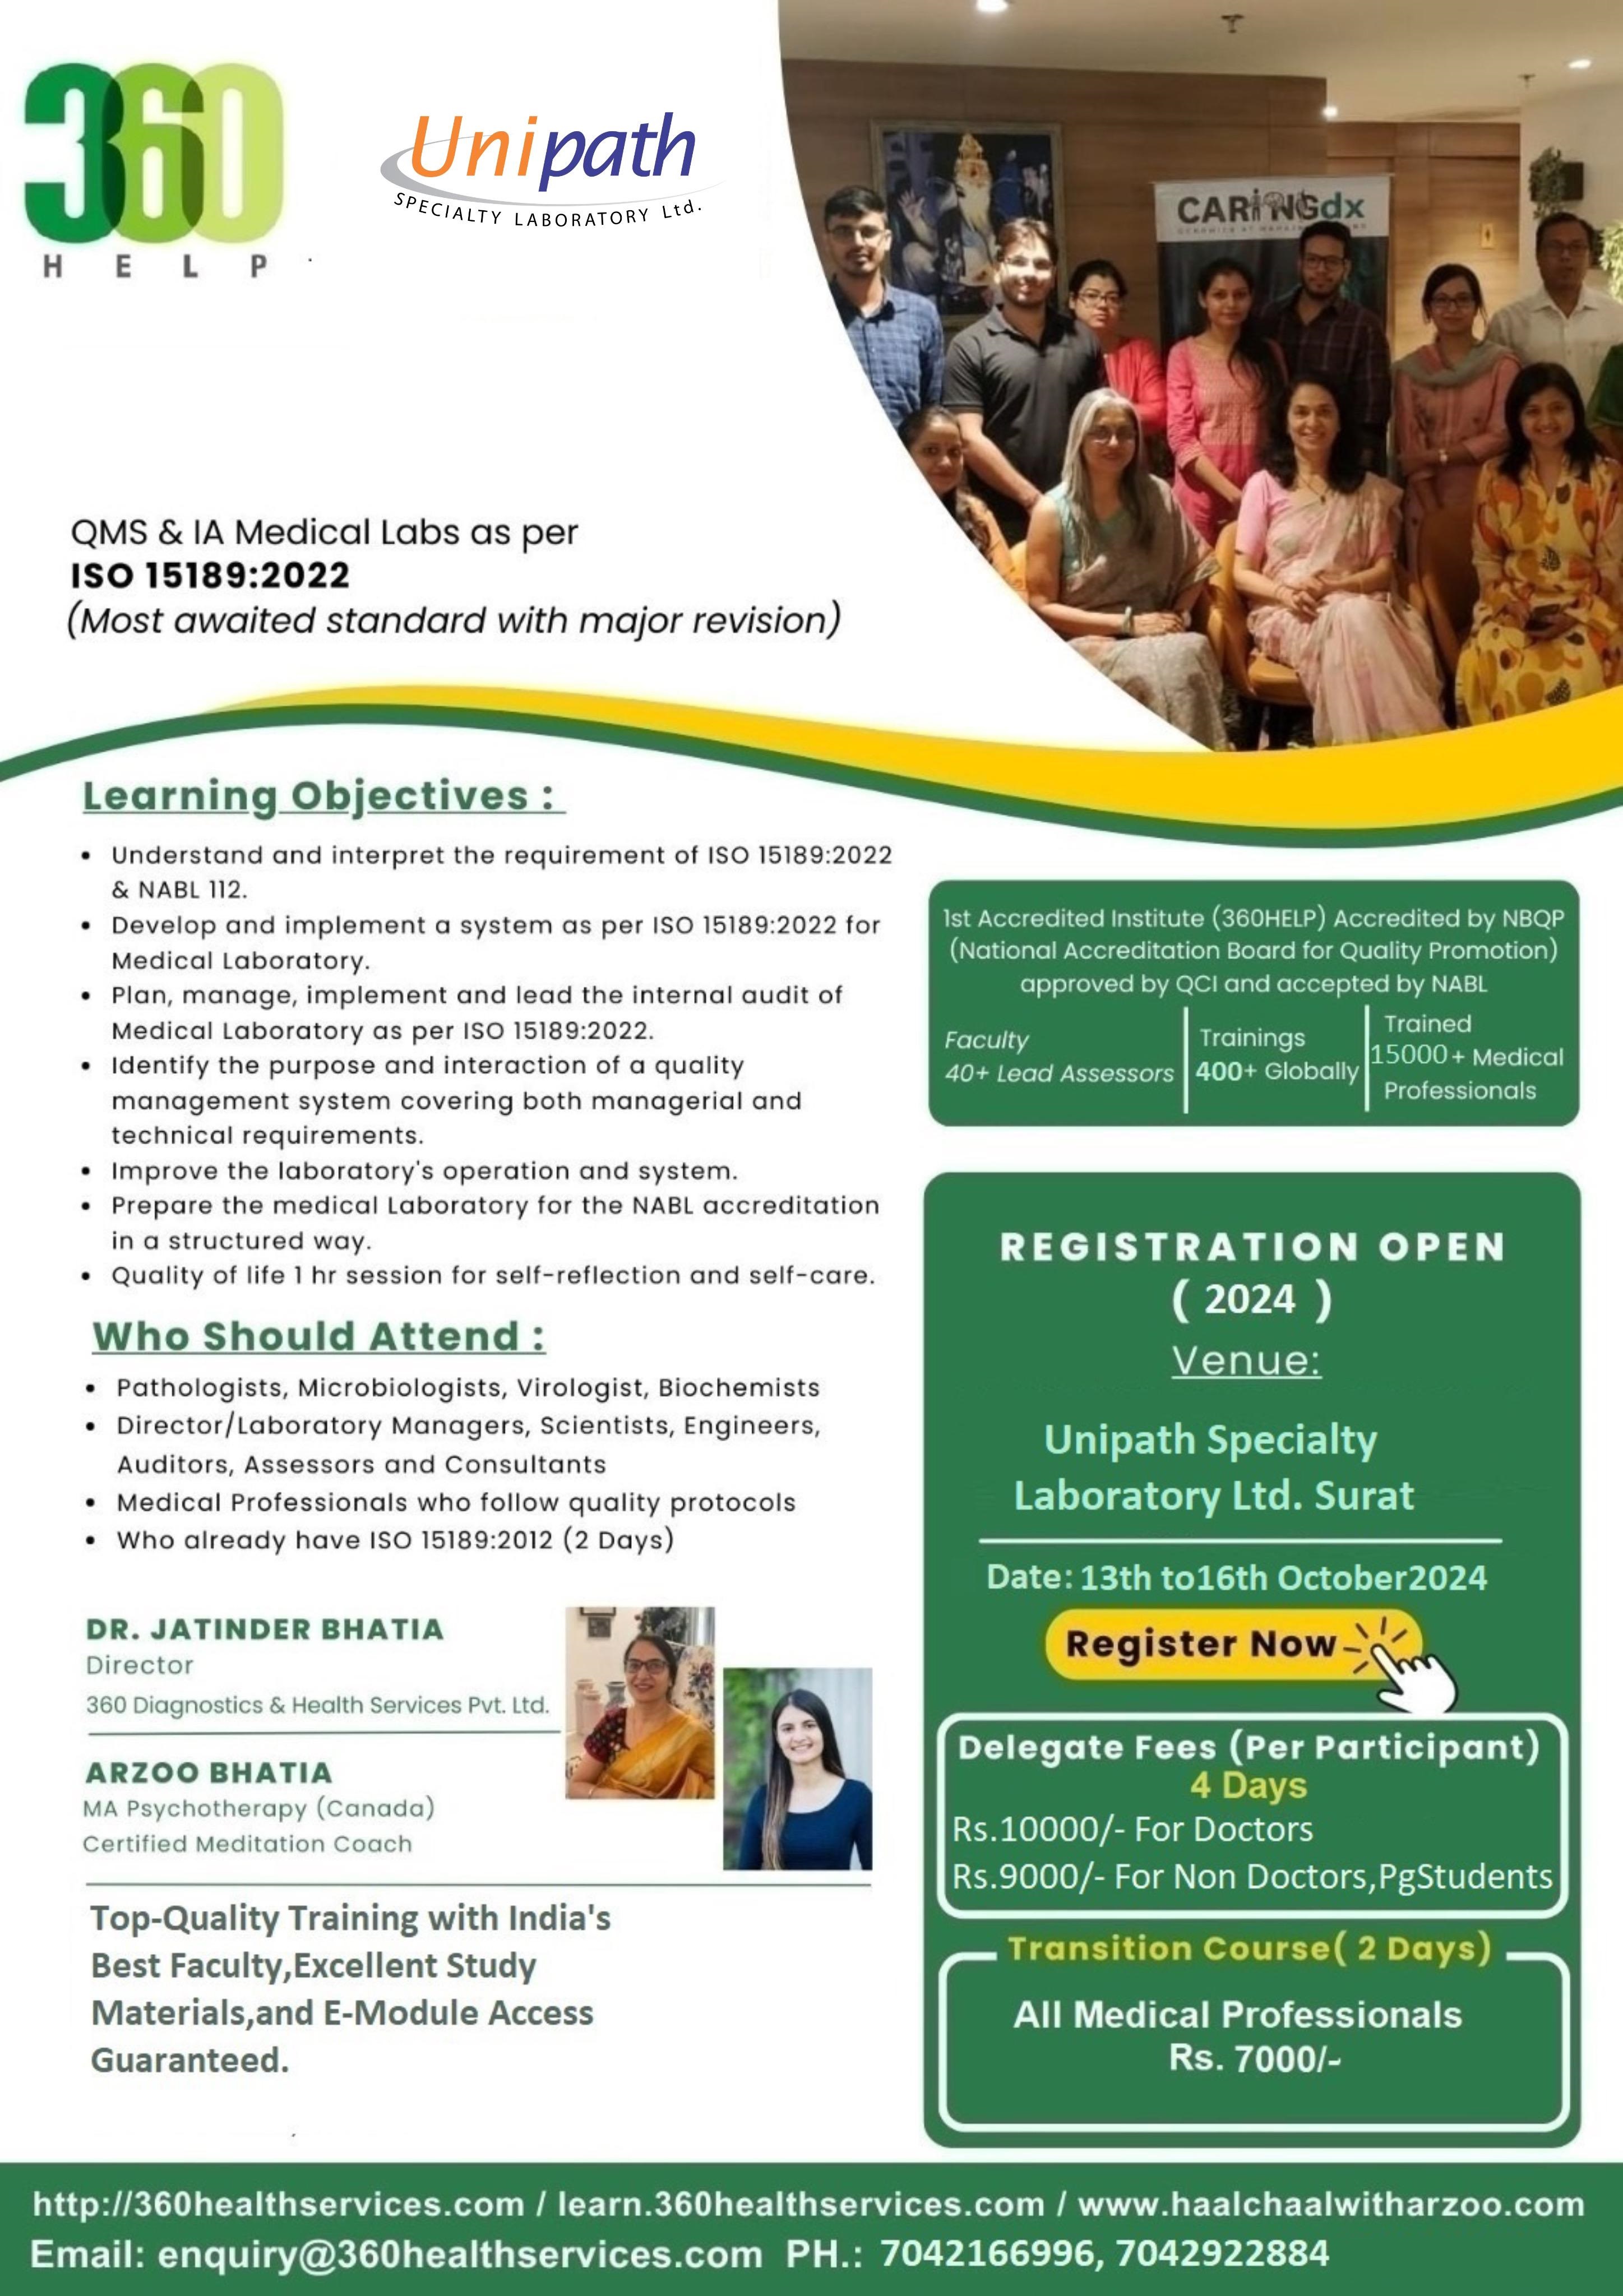 360
HELP
Unipath
SPECIALTY LABORATORY Ltd.
CARiNGdx
QMS & IA Medical Labs as per
ISO 15189:2022
(Most awaited standard with major revision)
Learning Objectives :
• Understand and interpret the requirement of ISO 15189:2022
& NABL 112.
• Develop and implement a system as per ISO 15189:2022 for
Medical Laboratory.
• Plan, manage, implement and lead the internal audit of
Medical Laboratory as per ISO 15189:2022.
• Identify the purpose and interaction of a quality
management system covering both managerial and
technical requirements.
• Improve the laboratory's operation and system.
• Prepare the medical Laboratory for the NABL accreditation
in a structured way.
• Quality of life 1 hr session for self-reflection and self-care.
Who Should Attend :
• Pathologists, Microbiologists, Virologist, Biochemists
• Director/Laboratory Managers, Scientists, Engineers,
Auditors, Assessors and Consultants
• Medical Professionals who follow quality protocols
• Who already have ISO 15189:2012 (2 Days)
DR. JATINDER BHATIA
Director
360 Diagnostics & Health Services Pvt. Ltd.
ARZOO BHATIA
MA Psychotherapy (Canada)
Certified Meditation Coach
Top-Quality Training with India's
Best Faculty,Excellent Study
Materials,and E-Module Access
Guaranteed.
1st Accredited Institute (360HELP) Accredited by NBQP
(National Accreditation Board for Quality Promotion)
approved by QCI and accepted by NABL
Faculty
40+ Lead Assessors
Trainings
400+ Globally
Trained
15000+ Medical
Professionals
REGISTRATION OPEN
( 2024 )
Venue:
Unipath Specialty
Laboratory Ltd. Surat
Date: 13th to16th October2024
Register Now
Delegate Fees (Per Participant)
4 Days
Rs.10000/- For Doctors
Rs.9000/- For Non Doctors,PgStudents
Transition Course( 2 Days)
All Medical Professionals
Rs. 7000/-
http://360healthservices.com / learn.360healthservices.com / www.haalchaalwitharzoo.com
Email: enquiry@360healthservices.com PH.: 7042166996, 7042922884